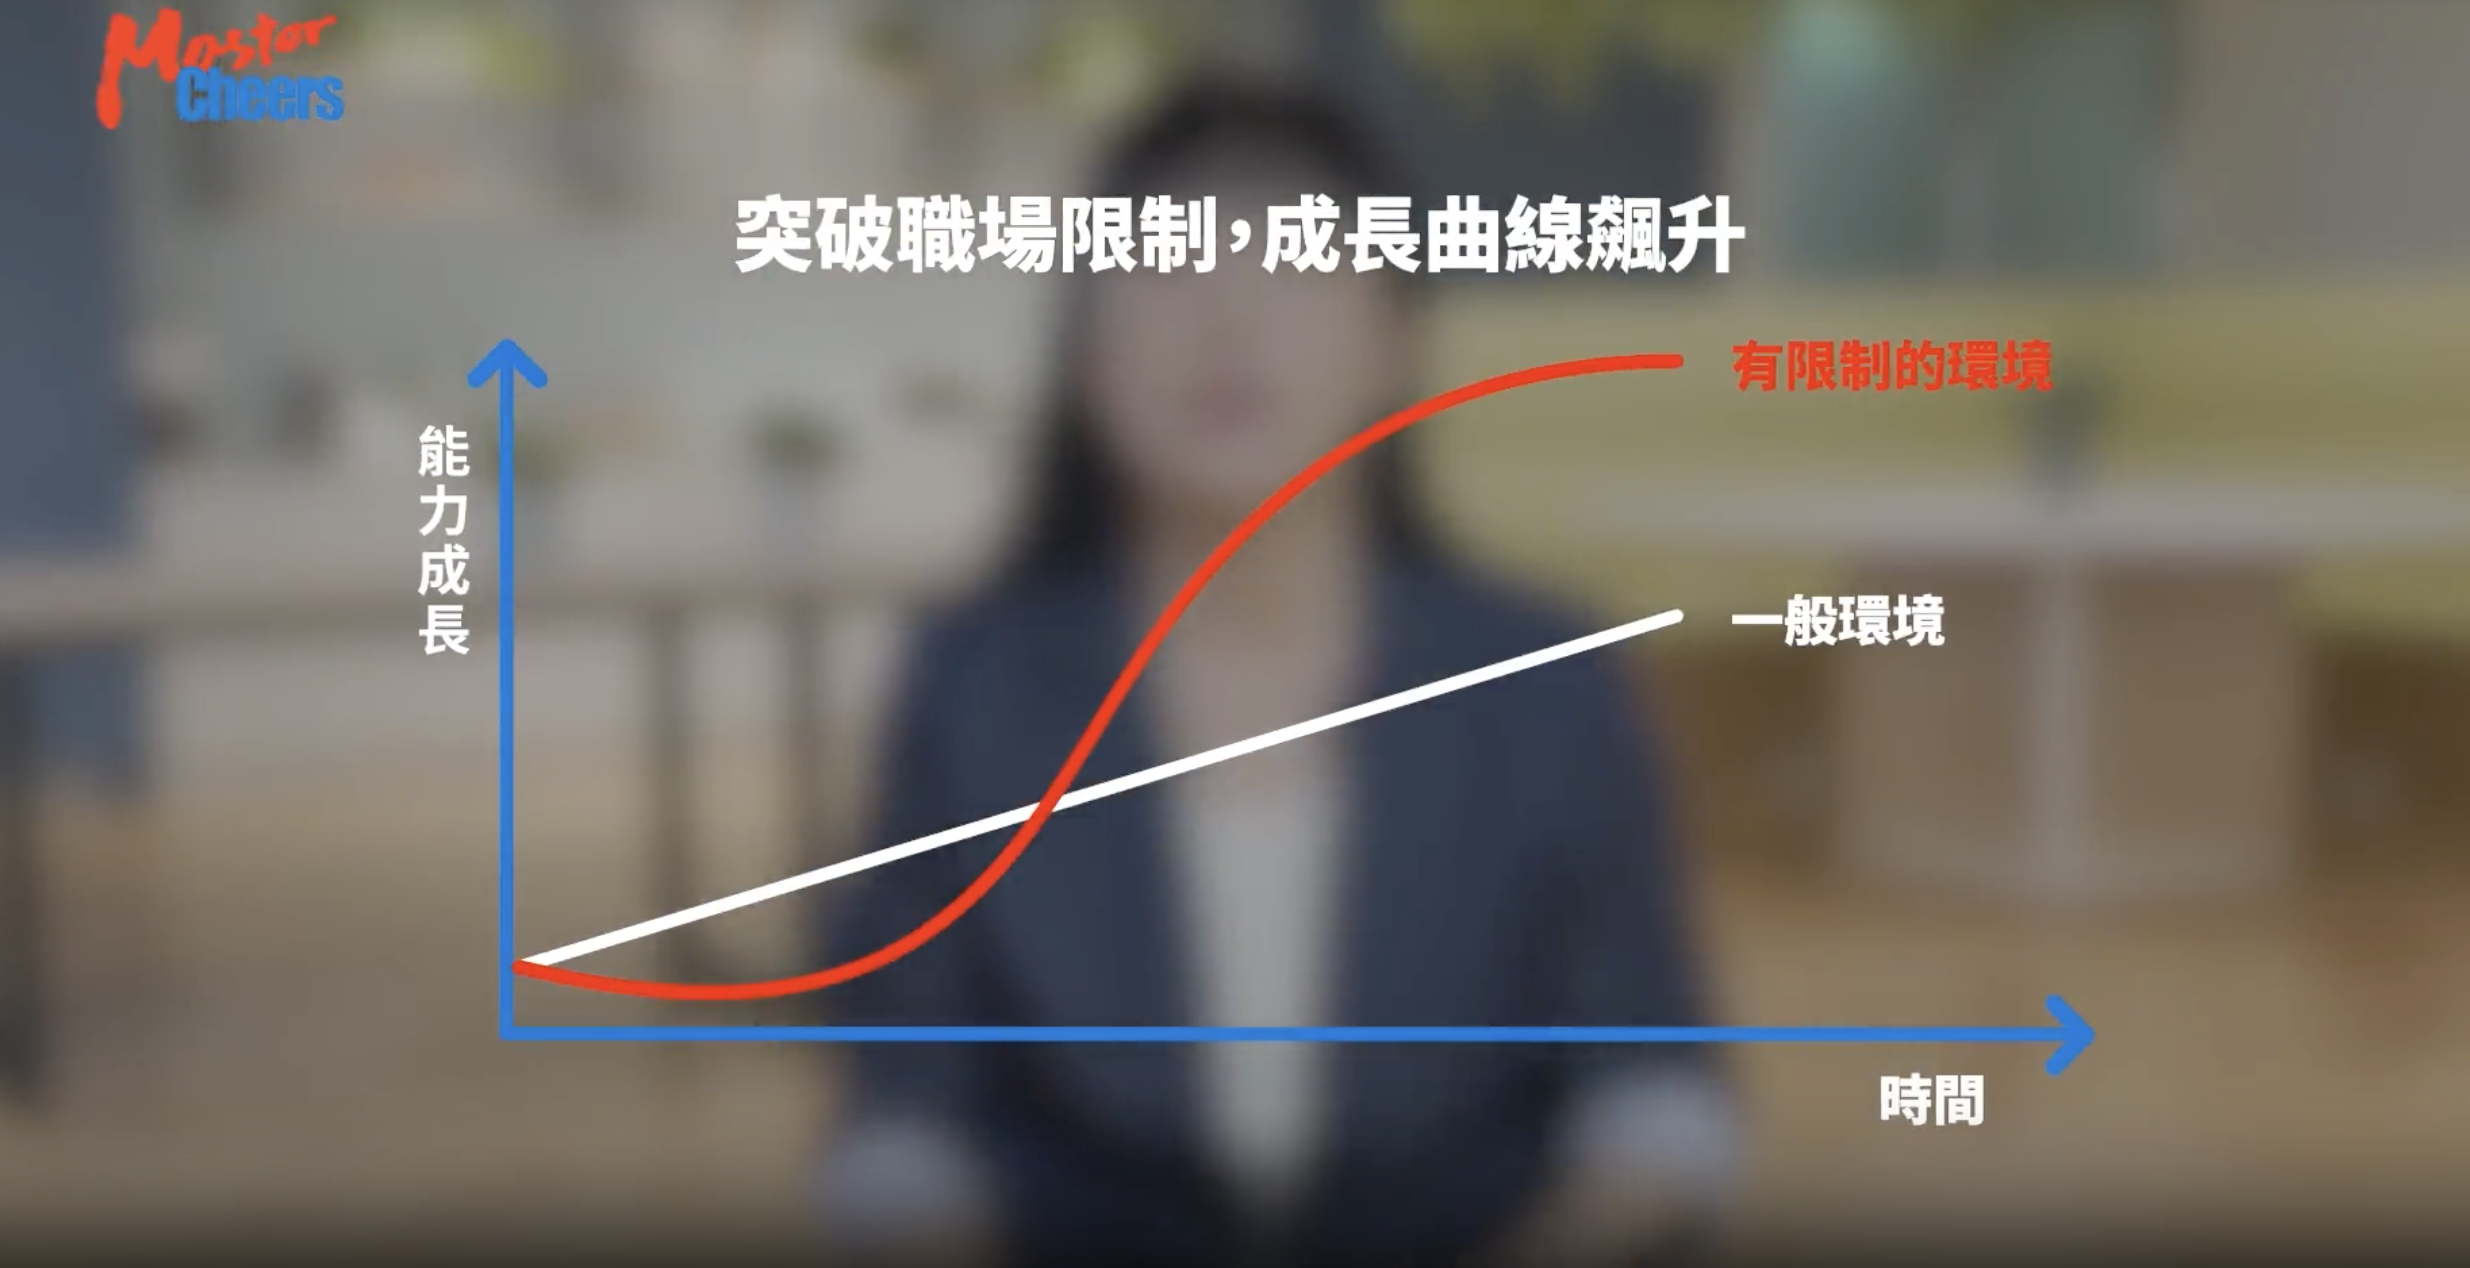 Master
Cheers
突破職場限制，成長曲線飆升
有限制的環境
能力成長
一般環境
時間